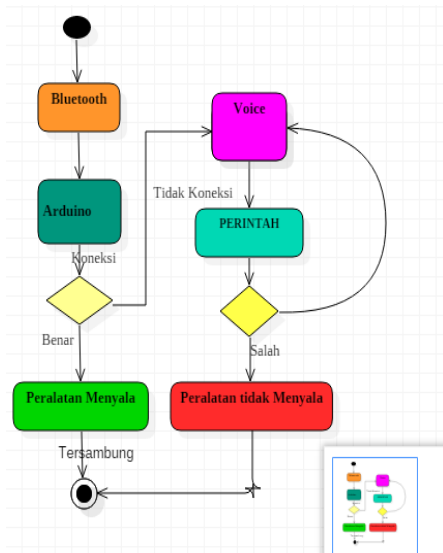 Bluetooth
Voice
Arduino
Tidak Koneksi
PERINTAH
Koneksi
Benar
Salah
Peralatan Menyala
Peralatan tidak Menyala
Tersambung